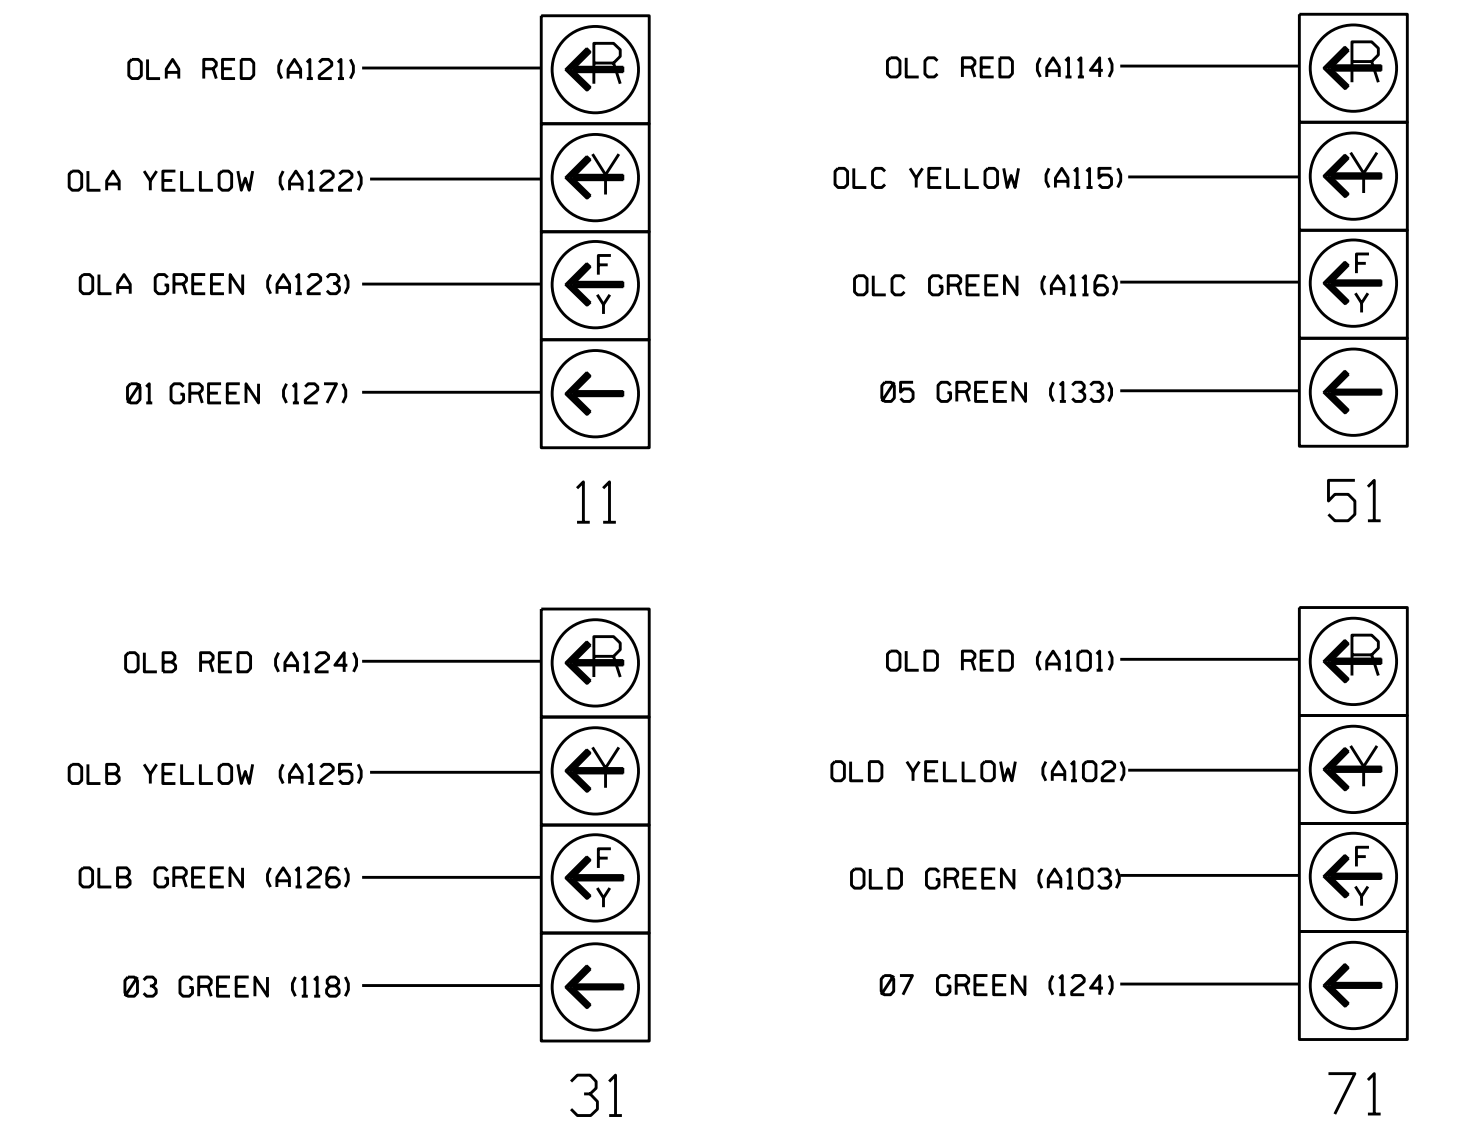 OLA RED (A121)
R
OLA YELLOW (A122)
Y
OLA GREEN (A123)
F
Y
Ø1 GREEN (127)
11
OLC RED (A114)
R
OLC YELLOW (A115)
Y
OLC GREEN (A116)
F
Y
Ø5 GREEN (133)
51
OLB RED (A124)
R
OLB YELLOW (A125)
Y
OLB GREEN (A126)
F
Y
Ø3 GREEN (118)
31
OLD RED (A101)
R
OLD YELLOW (A102)
Y
OLD GREEN (A103)
F
Y
Ø7 GREEN (124)
71